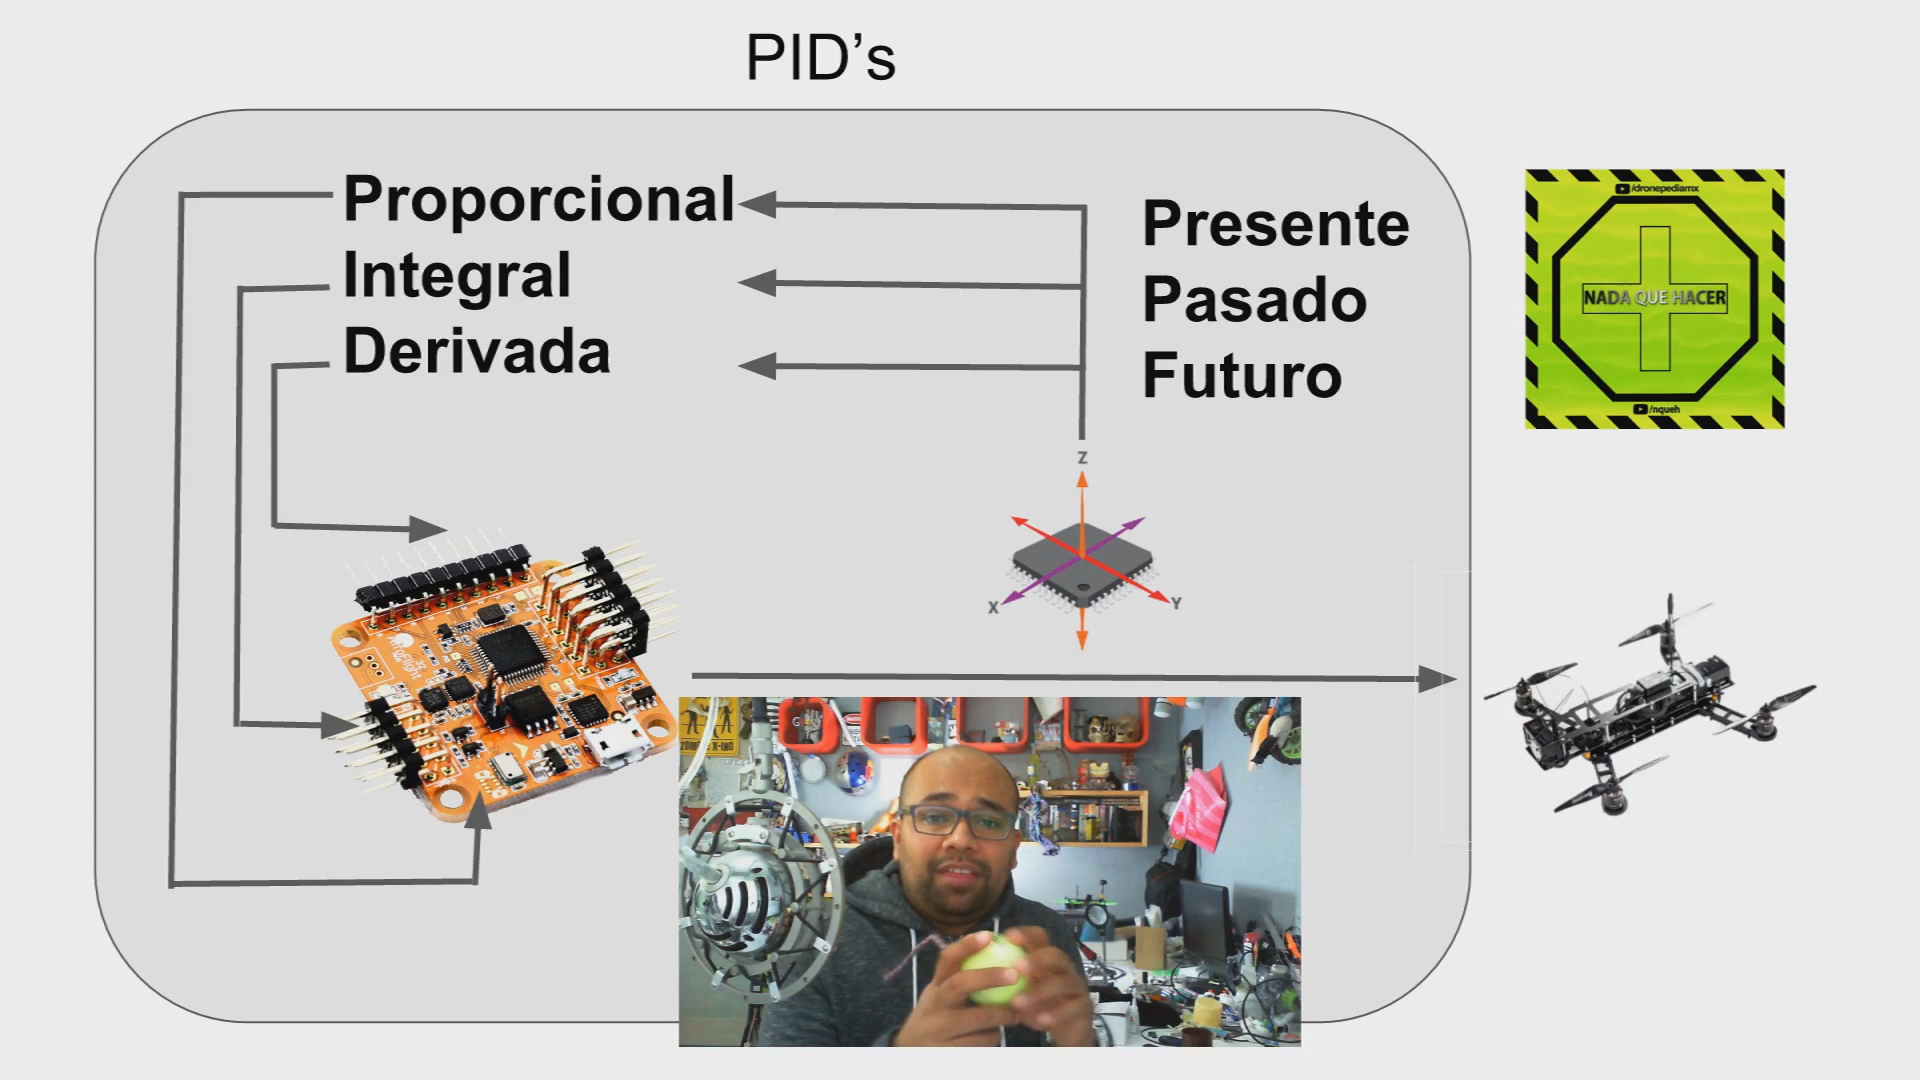 PID’s
Proporcional
Integral
Derivada
Presente
Pasado
Futuro
/dronepediamx
NADA QUE HACER
/nqueh
Z
X
Y